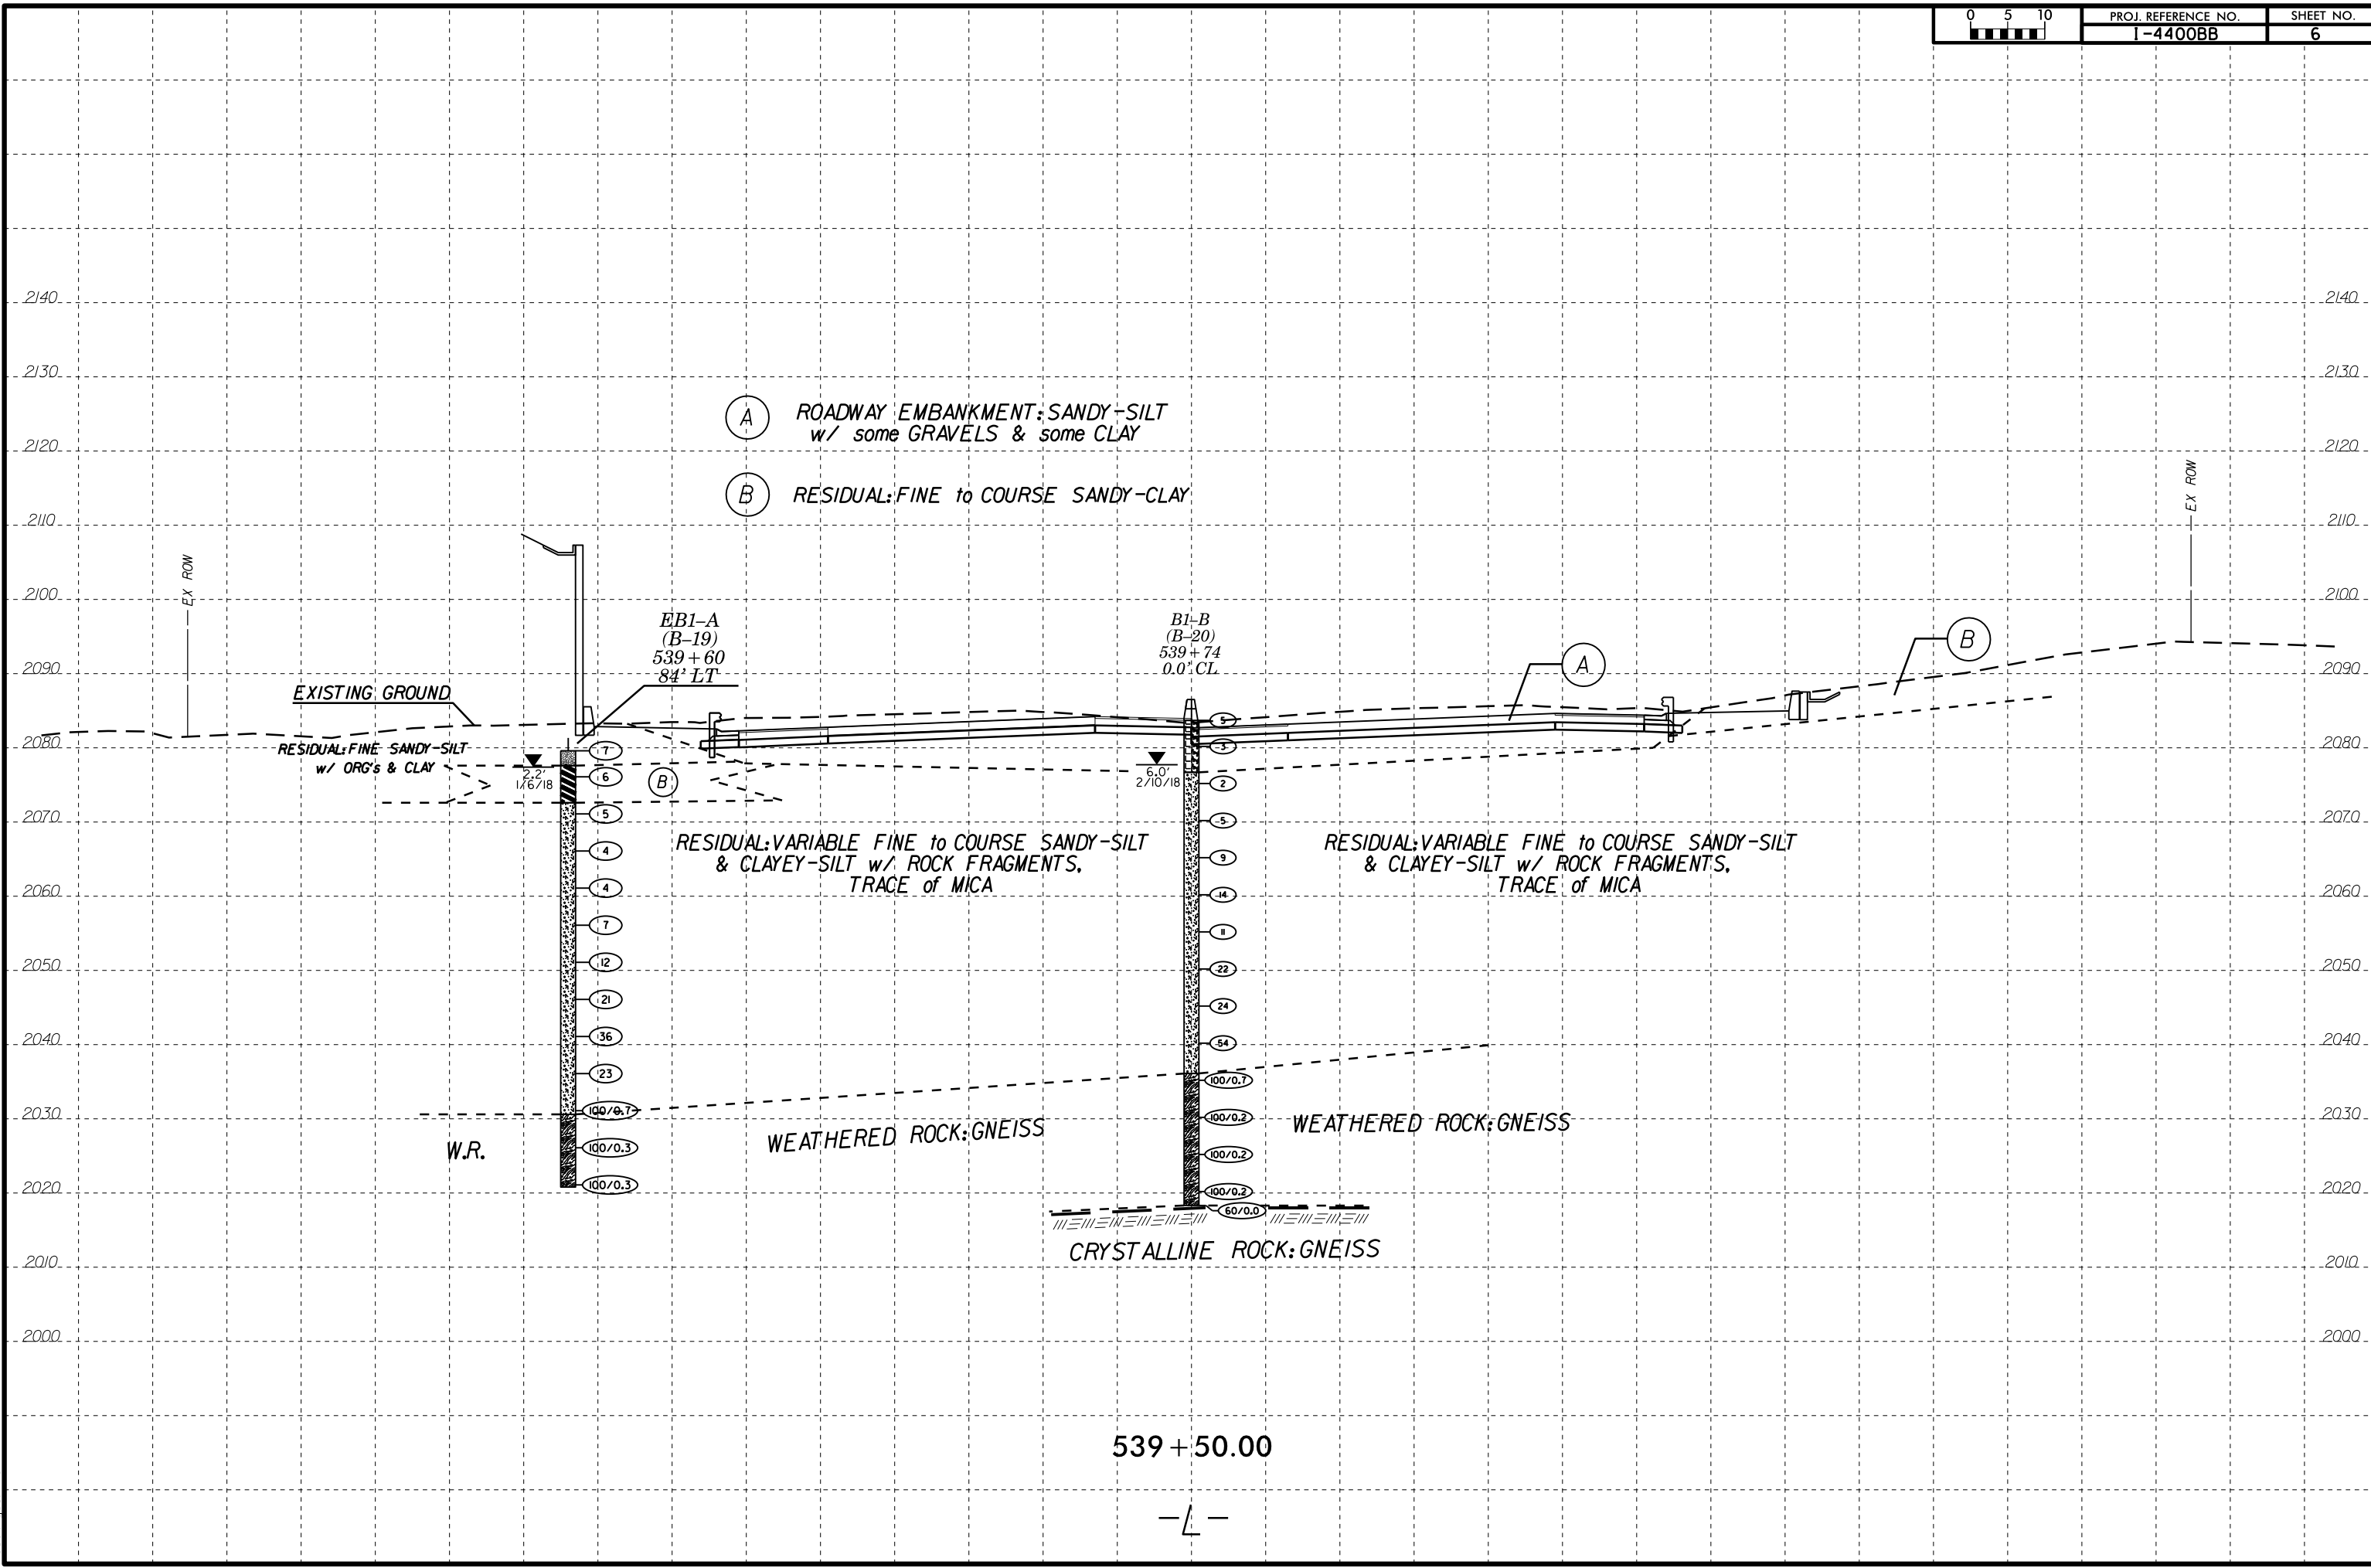 0 5 10
PROJ. REFERENCE NO.
SHEET NO.
I-4400BB
6
2140 2140
2130 2130
A ROADWAY EMBANKMENT: SANDY-SILT
w/ some GRAVELS & some CLAY
2120 2120
B RESIDUAL: FINE to COURSE SANDY-CLAY
2110 2110
EX ROW
EX ROW
2100 2100
EB1-A
(B-19)
539+60
84' LT
B1-B
(B-20)
539+74
0.0' CL
A
B
2090 2090
EXISTING GROUND
2080 2080
RESIDUAL: FINE SANDY-SILT
w/ ORG's & CLAY
2.2'
1/6/18
B
6.0'
2/10/18
2070 2070
RESIDUAL: VARIABLE FINE to COURSE SANDY-SILT
& CLAYEY-SILT w/ ROCK FRAGMENTS,
TRACE of MICA
RESIDUAL: VARIABLE FINE to COURSE SANDY-SILT
& CLAYEY-SILT w/ ROCK FRAGMENTS,
TRACE of MICA
2060 2060
2050 2050
2040 2040
2030 2030
7
6
5
4
4
7
12
21
36
23
100/0.7
100/0.3
100/0.3
5
3
2
5
9
14
11
22
24
54
100/0.7
100/0.2
100/0.2
100/0.2
60/0.0
W.R.
WEATHERED ROCK: GNEISS
WEATHERED ROCK: GNEISS
2020 2020
CRYSTALLINE ROCK: GNEISS
2010 2010
2000 2000
539+50.00
-L-